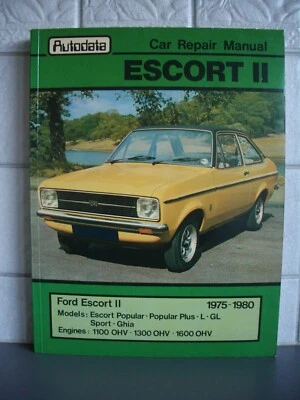 Autodata
Car Repair Manual
ESCORT II
Ford Escort II 1975-1980
Models: Escort Popular · Popular Plus · L · GL
Sport · Ghia
Engines: 1100 OHV · 1300 OHV · 1600 OHV